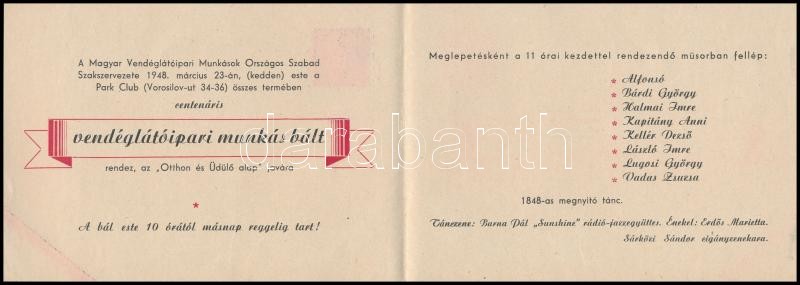 A Magyar Vendéglátóipari Munkások Országos Szabad
Szakszervezete 1948. március 23-án, (kedden) este a
Park Club (Vorosilov-ut 34-36) összes termében
centenáris
vendéglátóipari munkás bált
rendez, az „Otthon és Üdülő alap" javára
*
A bál este 10 órától másnap reggelig tart!
Meglepetésként a 11 órai kezdettel rendezendő műsorban fellép:
* Alfonsó
* Bárdi György
* Halmai Imre
* Kapitány Anni
* Kellér Dezső
* László Imre
* Lugosi György
* Vadas Zsuzsa
1848-as megnyitó tánc.
Tánczene: Barna Pál „Sunshine" rádió-jazzegyüttes. Énekel: Erdős Marietta.
Sárközi Sándor cigányzenekara.
darabanth